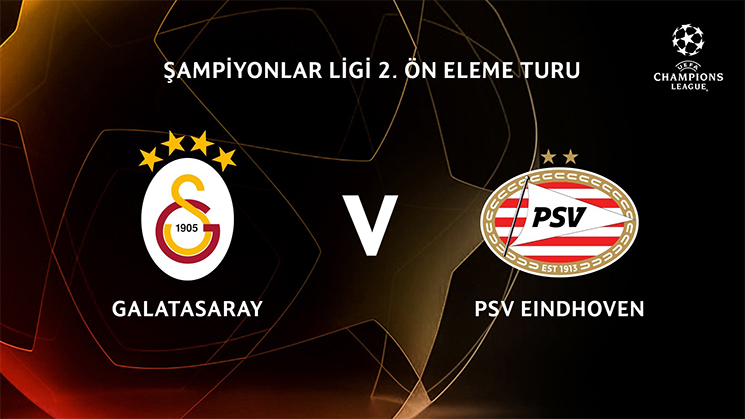 ŞAMPİYONLAR LİGİ 2. ÖN ELEME TURU
UEFA
CHAMPIONS
LEAGUE
1905
V
PSV
EST 1913
GALATASARAY
PSV EINDHOVEN